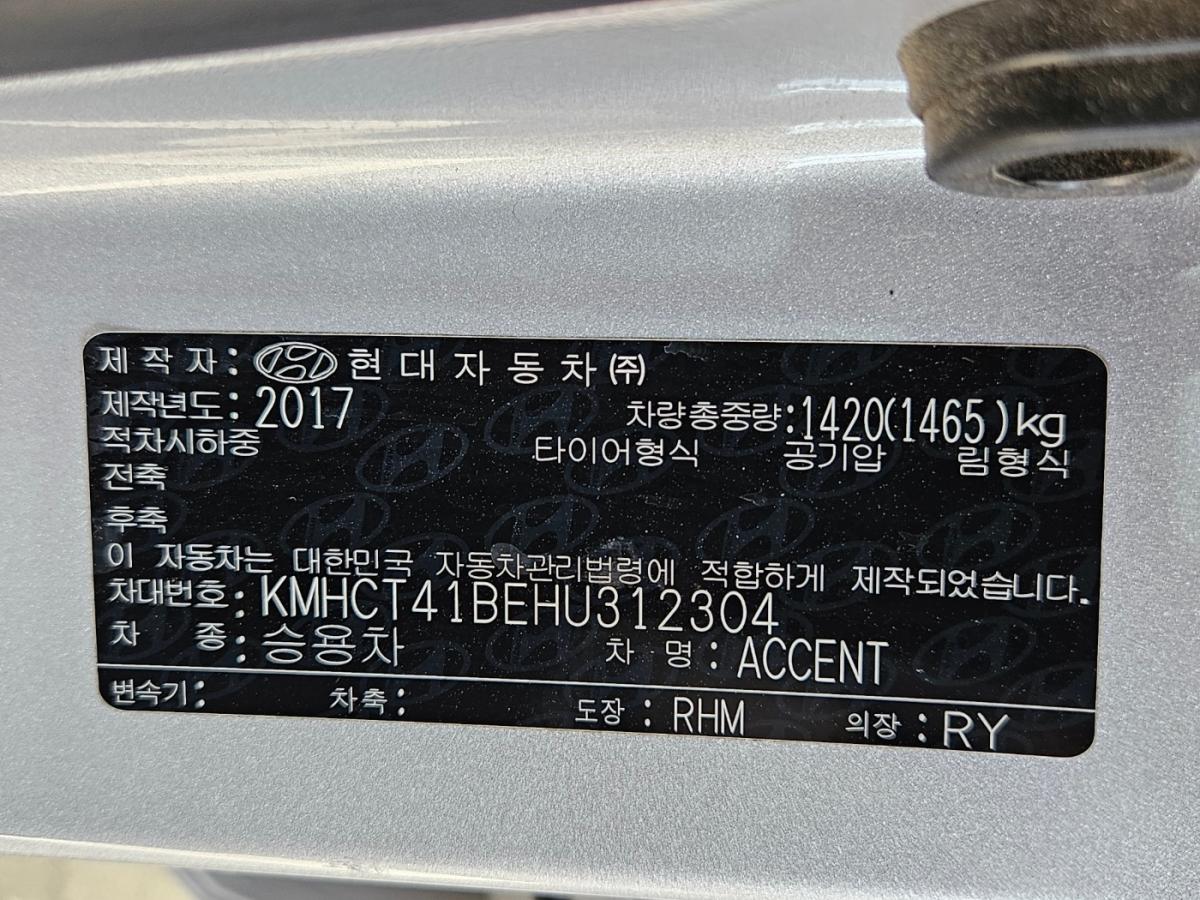 제 작 자 : 현 대 자 동 차 ㈜
제작년도 : 2017 차량총중량 : 1420(1465)kg
적차시하중 타이어형식 공기압 림형식
전축
후축
이 자동차는 대한민국 자동차관리법령에 적합하게 제작되었습니다.
차대번호 : KMHCT41BEHU312304
차 종 : 승용차 차 명 : ACCENT
변속기 : 차축 : 도장 : RHM 의장 : RY